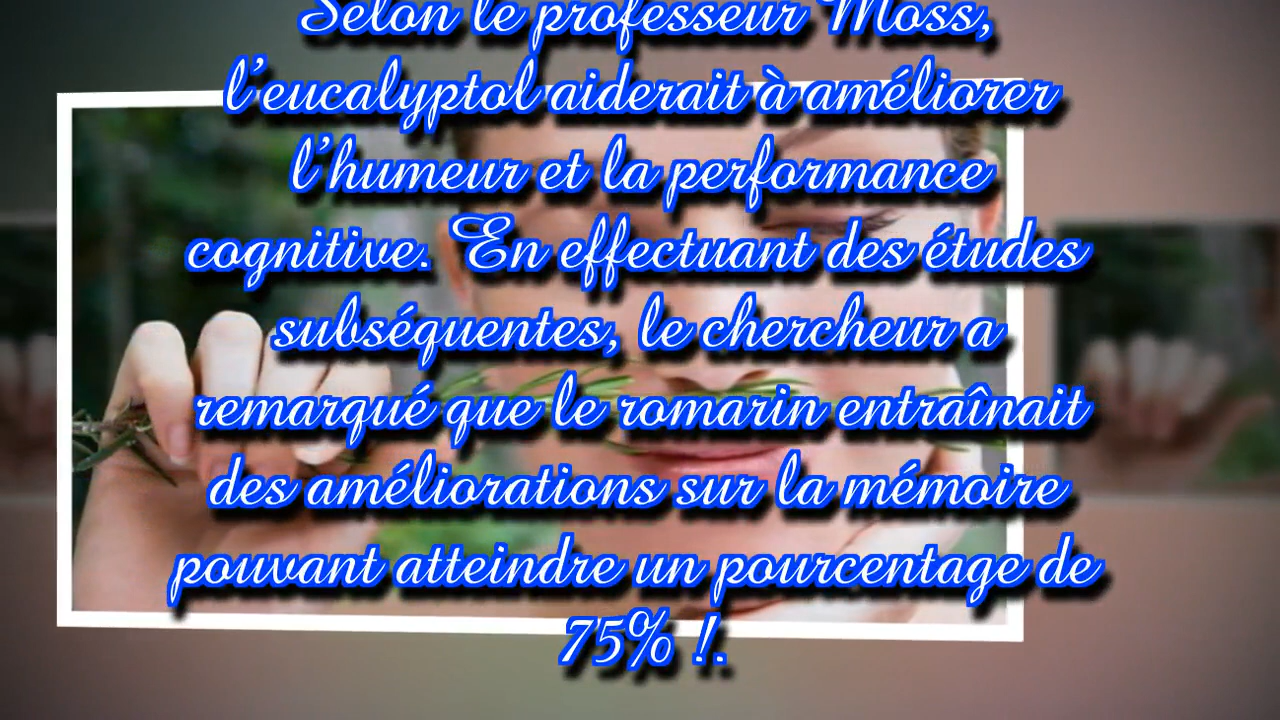 Selon le professeur Moss,
l'eucalyptol aiderait à améliorer
l'humeur et la performance
cognitive. En effectuant des études
subséquentes, le chercheur a
remarqué que le romarin entraînait
des améliorations sur la mémoire
pouvant atteindre un pourcentage de
75% !.